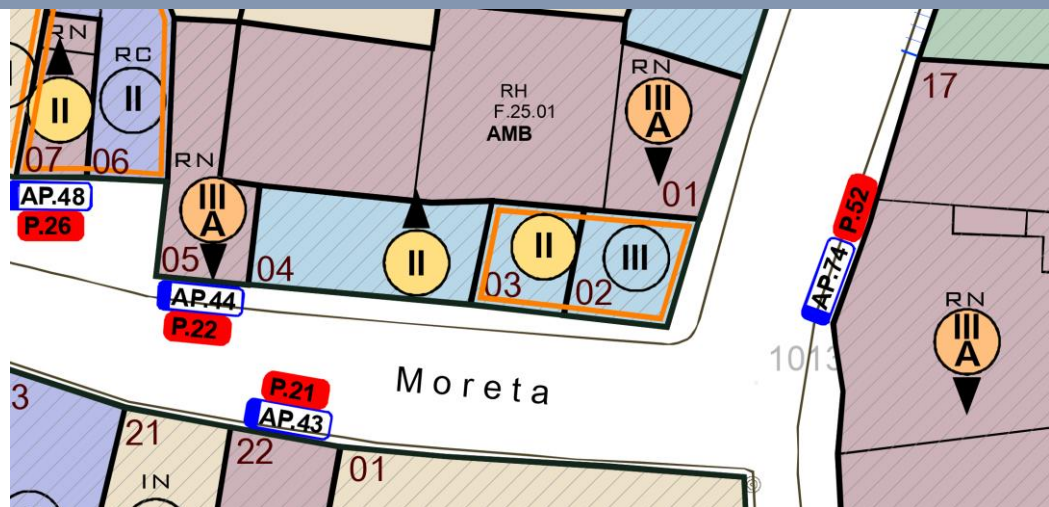 RN
RC
II
II
07
06
AP.48
P.26
RN
III
A
05
04
II
RH
F.25.01
AMB
RN
III
A
01
II
03
III
02
17
P.52
AP.74
AP.44
P.22
RN
III
A
1013
Moreta
P.21
AP.43
3
21
22
01
IN